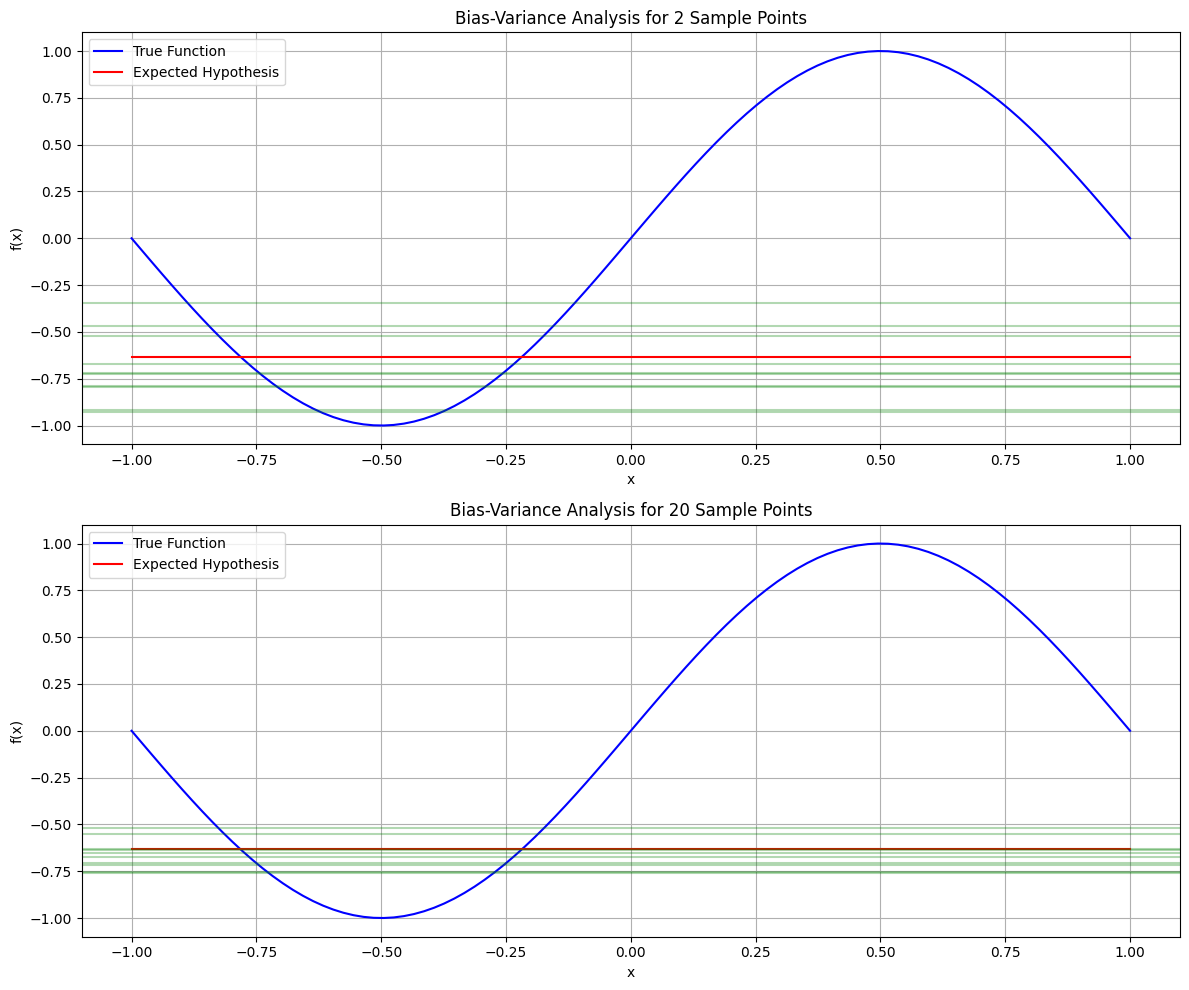 Bias-Variance Analysis for 2 Sample Points
True Function
Expected Hypothesis
1.00
0.75
0.50
0.25
0.00
−0.25
−0.50
−0.75
−1.00
f(x)
−1.00 −0.75 −0.50 −0.25 0.00 0.25 0.50 0.75 1.00
x
Bias-Variance Analysis for 20 Sample Points
True Function
Expected Hypothesis
1.00
0.75
0.50
0.25
0.00
−0.25
−0.50
−0.75
−1.00
f(x)
−1.00 −0.75 −0.50 −0.25 0.00 0.25 0.50 0.75 1.00
x